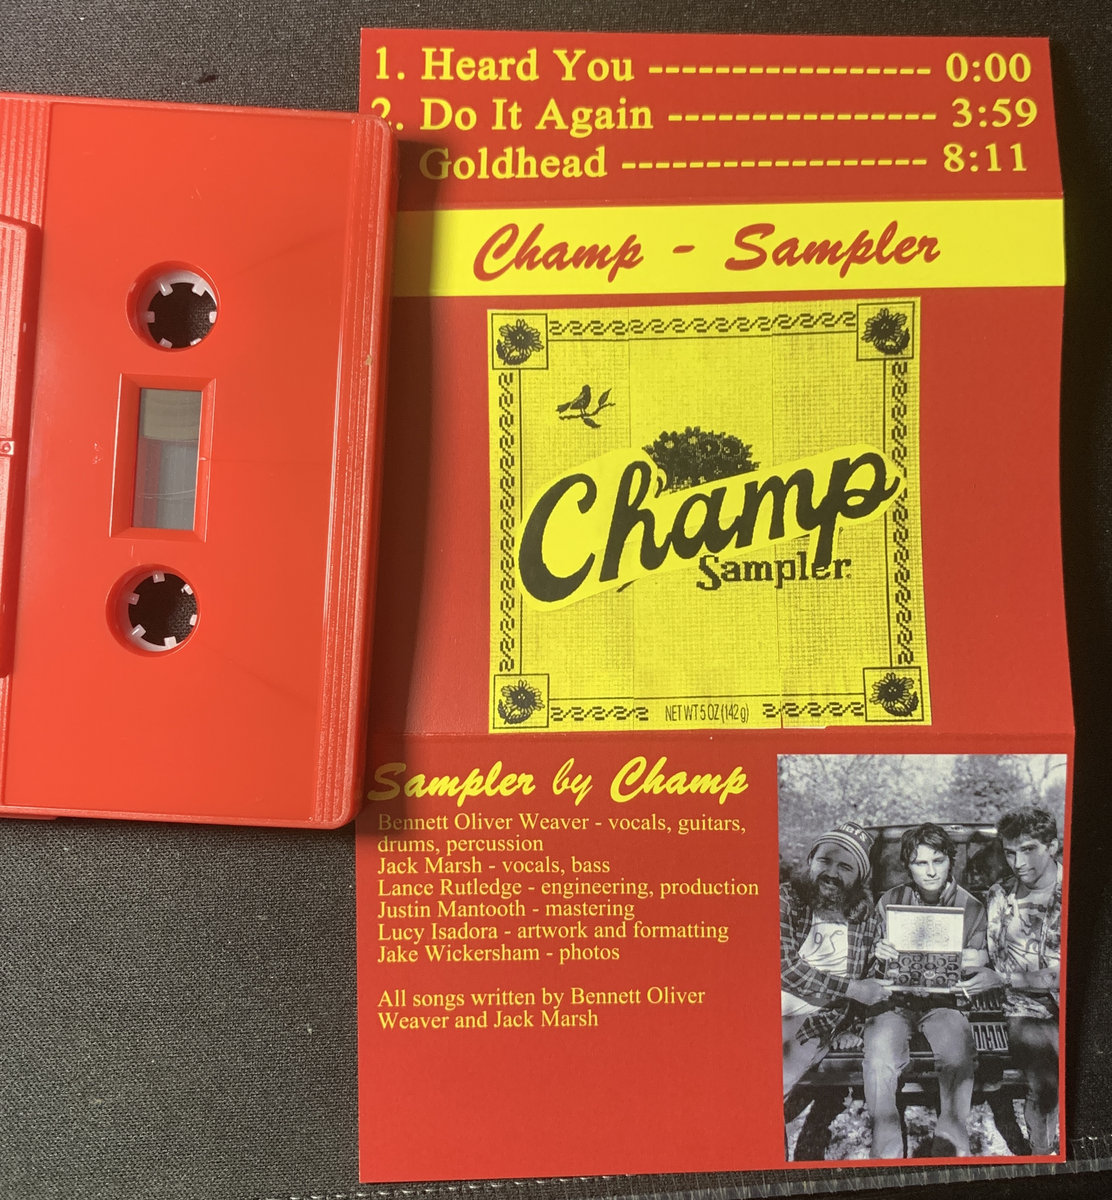 1. Heard You ----------------- 0:00
2. Do It Again ---------------- 3:59
Goldhead ------------------ 8:11
Champ - Sampler
Champ
Sampler
NET WT 5 OZ (142 g)
Sampler by Champ
Bennett Oliver Weaver - vocals, guitars,
drums, percussion
Jack Marsh - vocals, bass
Lance Rutledge - engineering, production
Justin Mantooth - mastering
Lucy Isadora - artwork and formatting
Jake Wickersham - photos
All songs written by Bennett Oliver
Weaver and Jack Marsh